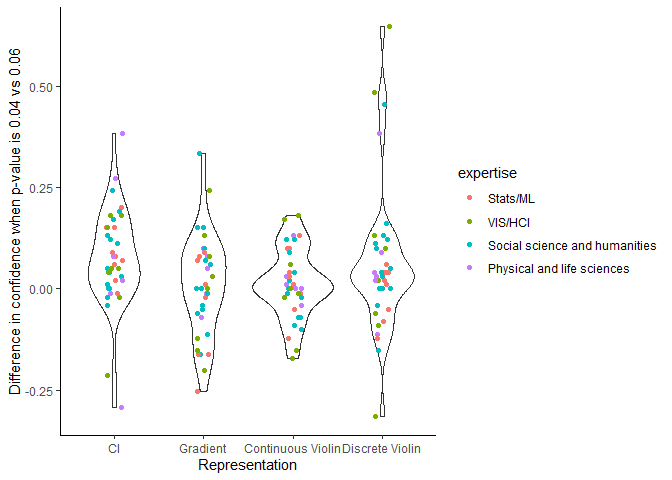 Difference in confidence when p-value is 0.04 vs 0.06
0.50
0.25
0.00
-0.25
CI
Gradient
Continuous Violin
Discrete Violin
Representation
expertise
Stats/ML
VIS/HCI
Social science and humanities
Physical and life sciences